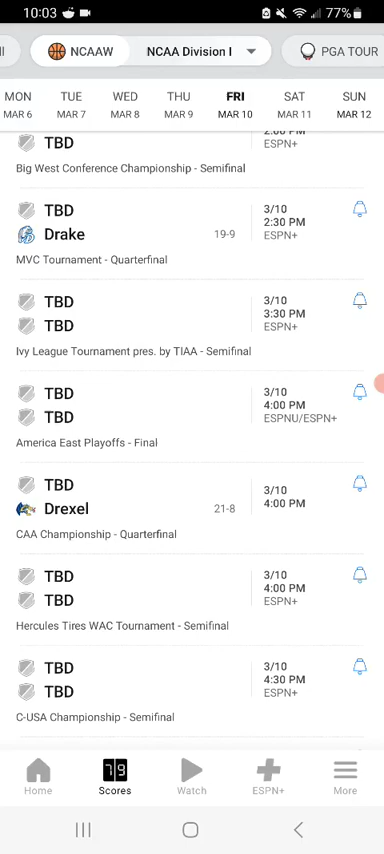 10:03
77%
NCAAW
NCAA Division I
PGA TOUR
MON TUE WED THU FRI SAT SUN
MAR 6 MAR 7 MAR 8 MAR 9 MAR 10 MAR 11 MAR 12
TBD
2:00 PM
ESPN+
Big West Conference Championship - Semifinal
TBD
Drake 19-9
3/10
2:30 PM
ESPN+
MVC Tournament - Quarterfinal
TBD
TBD
3/10
3:30 PM
ESPN+
Ivy League Tournament pres. by TIAA - Semifinal
TBD
TBD
3/10
4:00 PM
ESPNU/ESPN+
America East Playoffs - Final
TBD
Drexel 21-8
3/10
4:00 PM
CAA Championship - Quarterfinal
TBD
TBD
3/10
4:00 PM
ESPN+
Hercules Tires WAC Tournament - Semifinal
TBD
TBD
3/10
4:30 PM
ESPN+
C-USA Championship - Semifinal
7 9
Home Scores Watch ESPN+ More